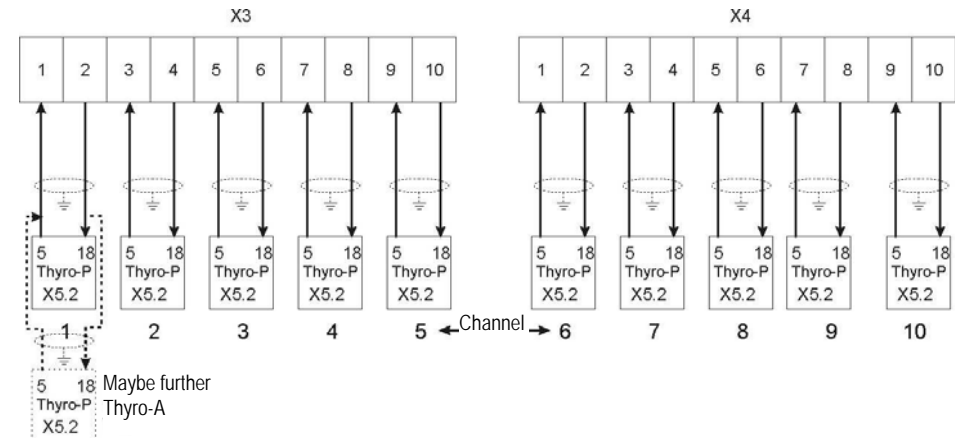 X3 X4
1 2 3 4 5 6 7 8 9 10 1 2 3 4 5 6 7 8 9 10
5 18 5 18 5 18 5 18 5 18 5 18 5 18 5 18 5 18 5 18
Thyro-P Thyro-P Thyro-P Thyro-P Thyro-P Thyro-P Thyro-P Thyro-P Thyro-P Thyro-P
X5.2 X5.2 X5.2 X5.2 X5.2 X5.2 X5.2 X5.2 X5.2 X5.2
1 2 3 4 5 Channel 6 7 8 9 10
5 18 Maybe further
Thyro-P Thyro-A
X5.2